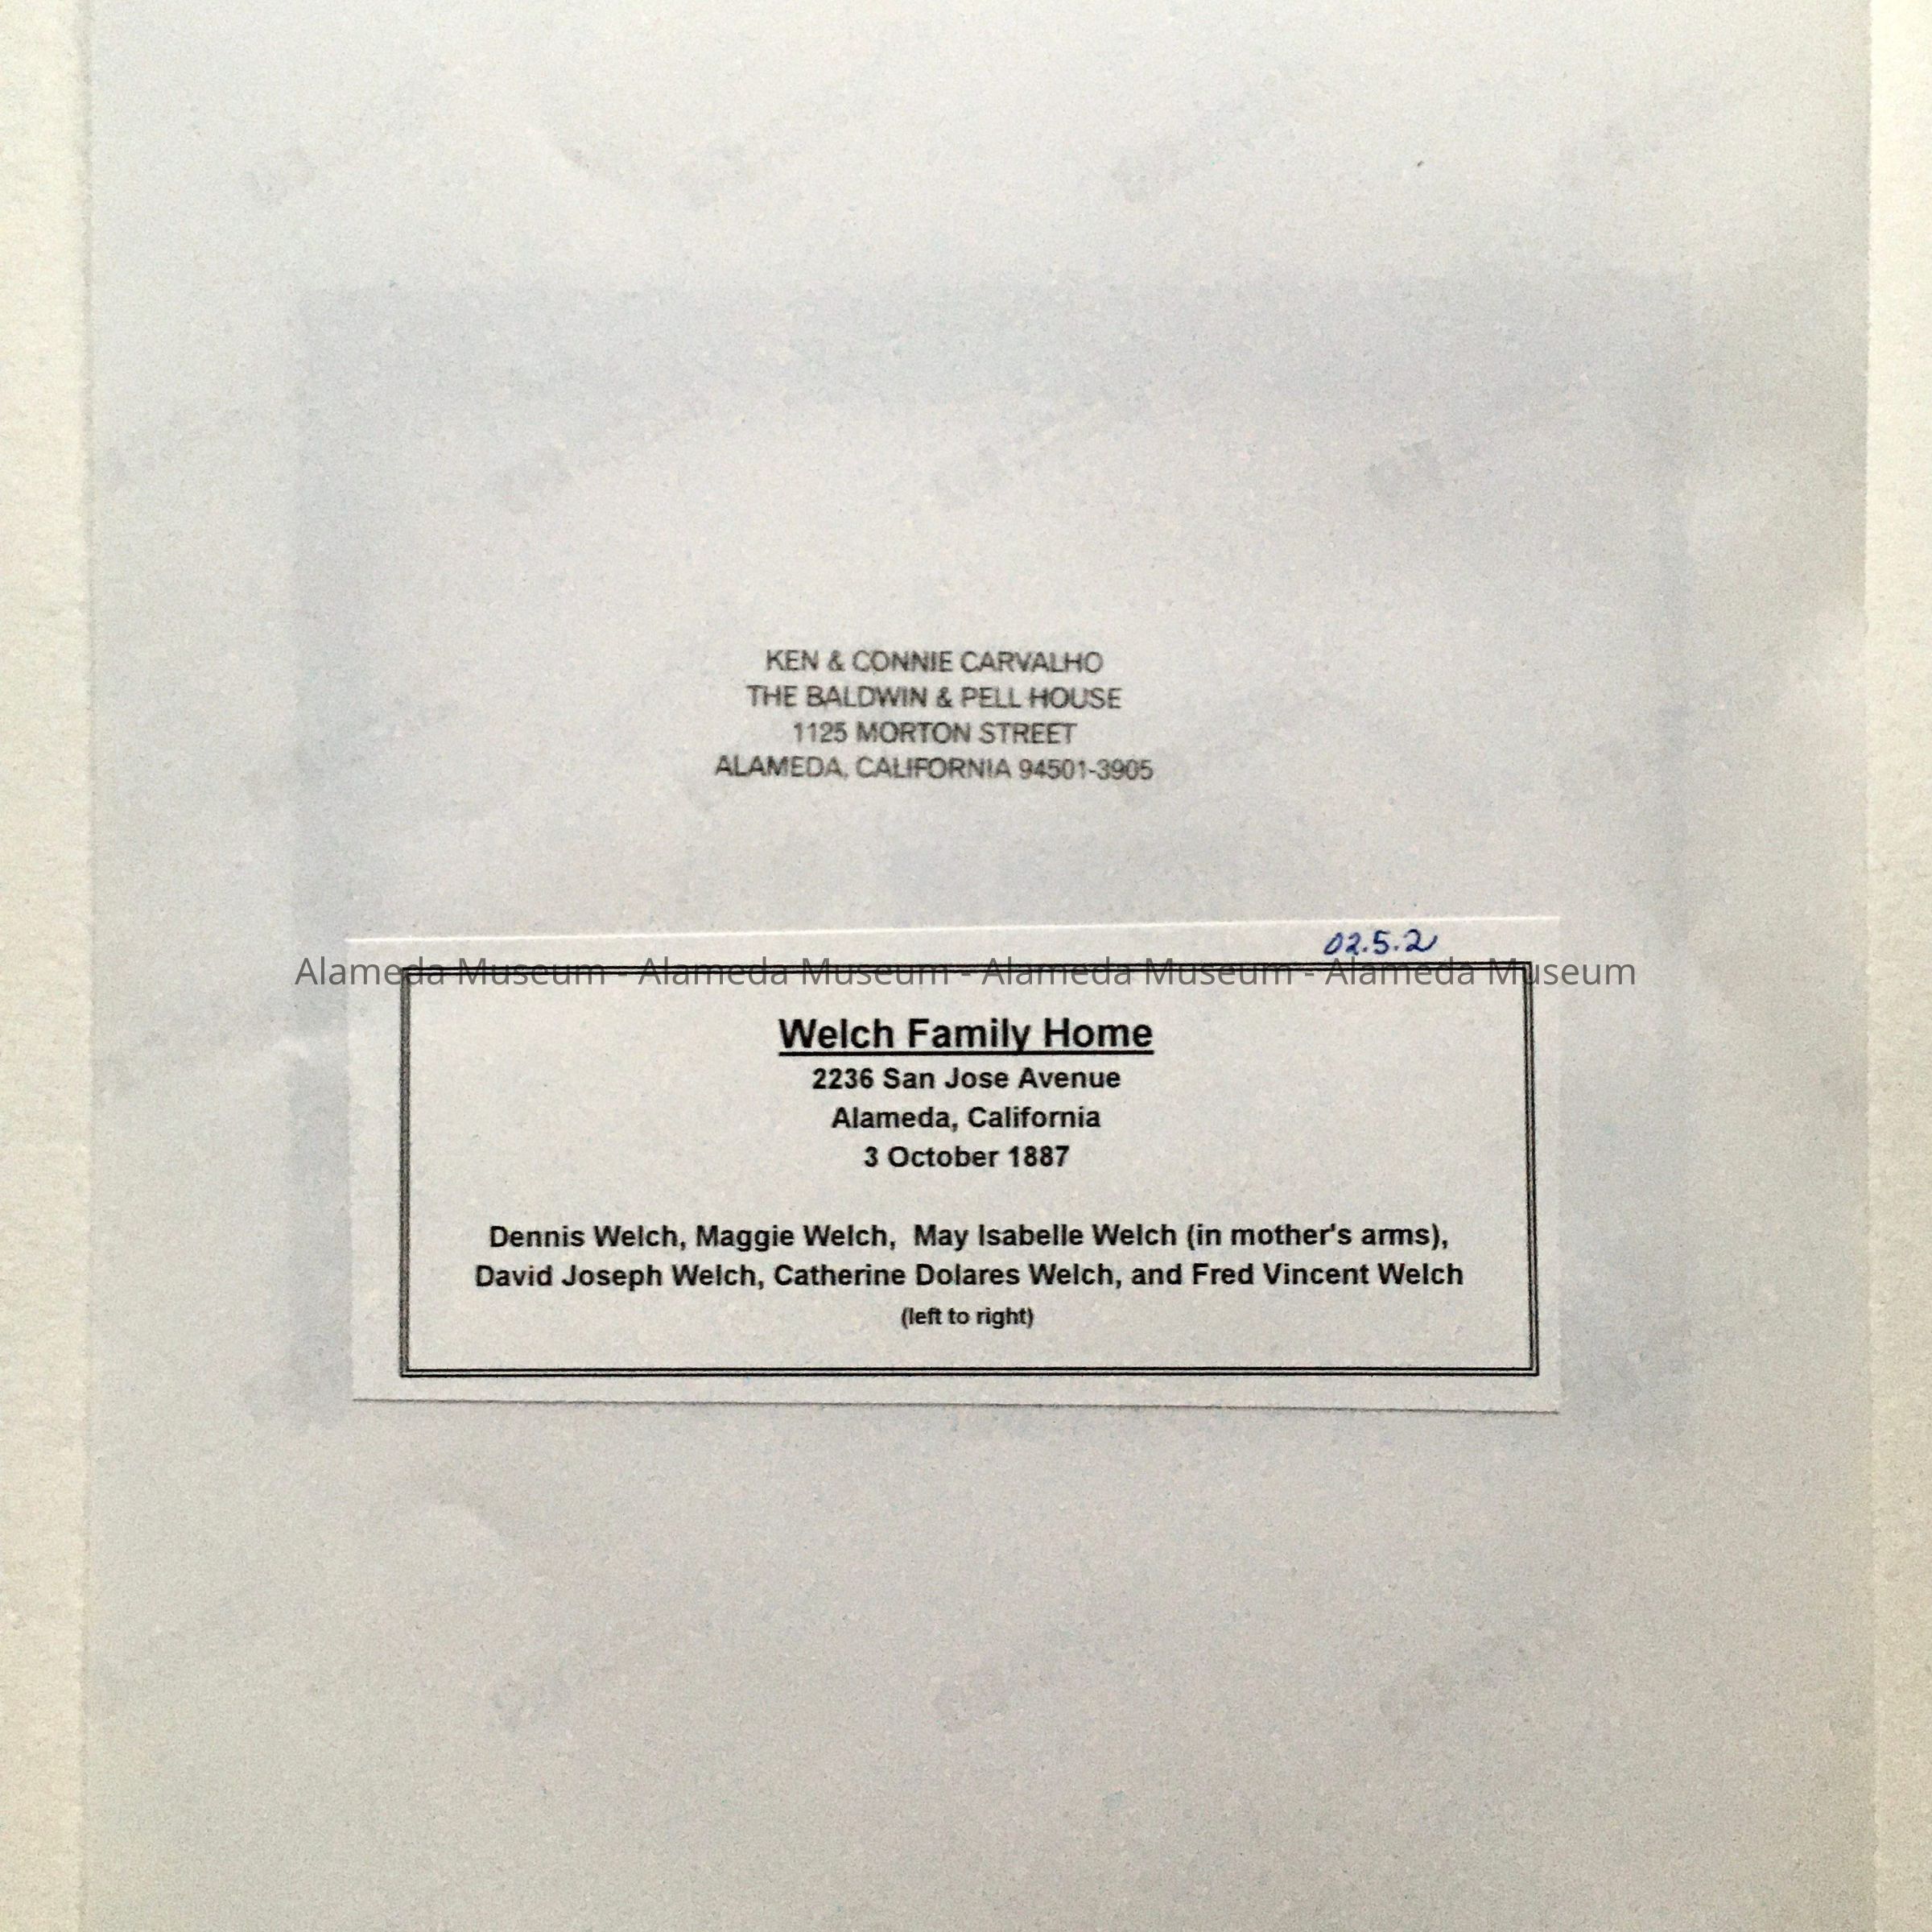 KEN & CONNIE CARVALHO
THE BALDWIN & PELL HOUSE
1125 MORTON STREET
ALAMEDA, CALIFORNIA 94501-3905
02.5.2
Alameda Museum - Alameda Museum - Alameda Museum - Alameda Museum
Welch Family Home
2236 San Jose Avenue
Alameda, California
3 October 1887
Dennis Welch, Maggie Welch,  May Isabelle Welch (in mother's arms),
David Joseph Welch, Catherine Dolares Welch, and Fred Vincent Welch
(left to right)